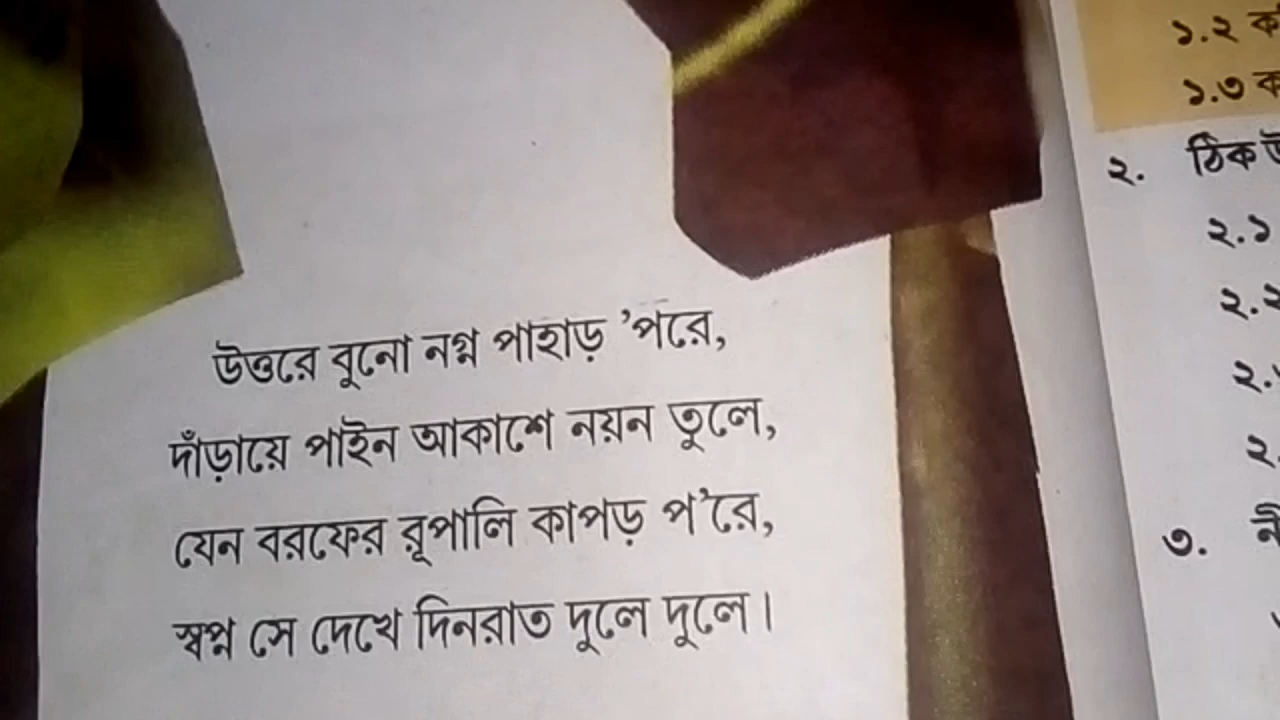 উত্তরে বুনো নগ্ন পাহাড় ’পরে,
দাঁড়ায়ে পাইন আকাশে নয়ন তুলে,
যেন বরফের রূপালি কাপড় প’রে,
স্বপ্ন সে দেখে দিনরাত দুলে দুলে।
১.২
১.৩
২. ঠিক
২.১
৩.